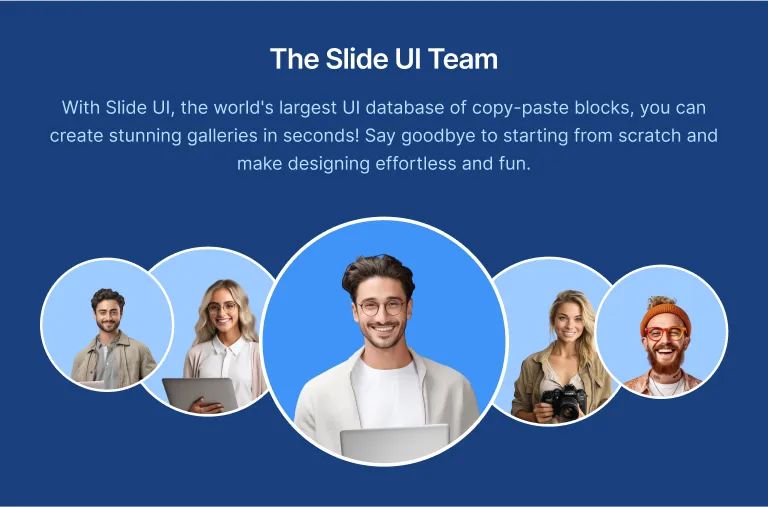 The Slide UI Team
With Slide UI, the world's largest UI database of copy-paste blocks, you can
create stunning galleries in seconds! Say goodbye to starting from scratch and
make designing effortless and fun.